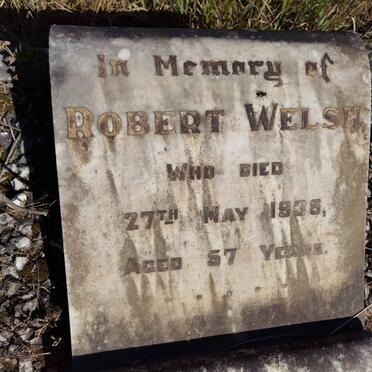 In Memory of
ROBERT WELSH
WHO DIED
27TH MAY 1936,
AGED 57 YEARS.